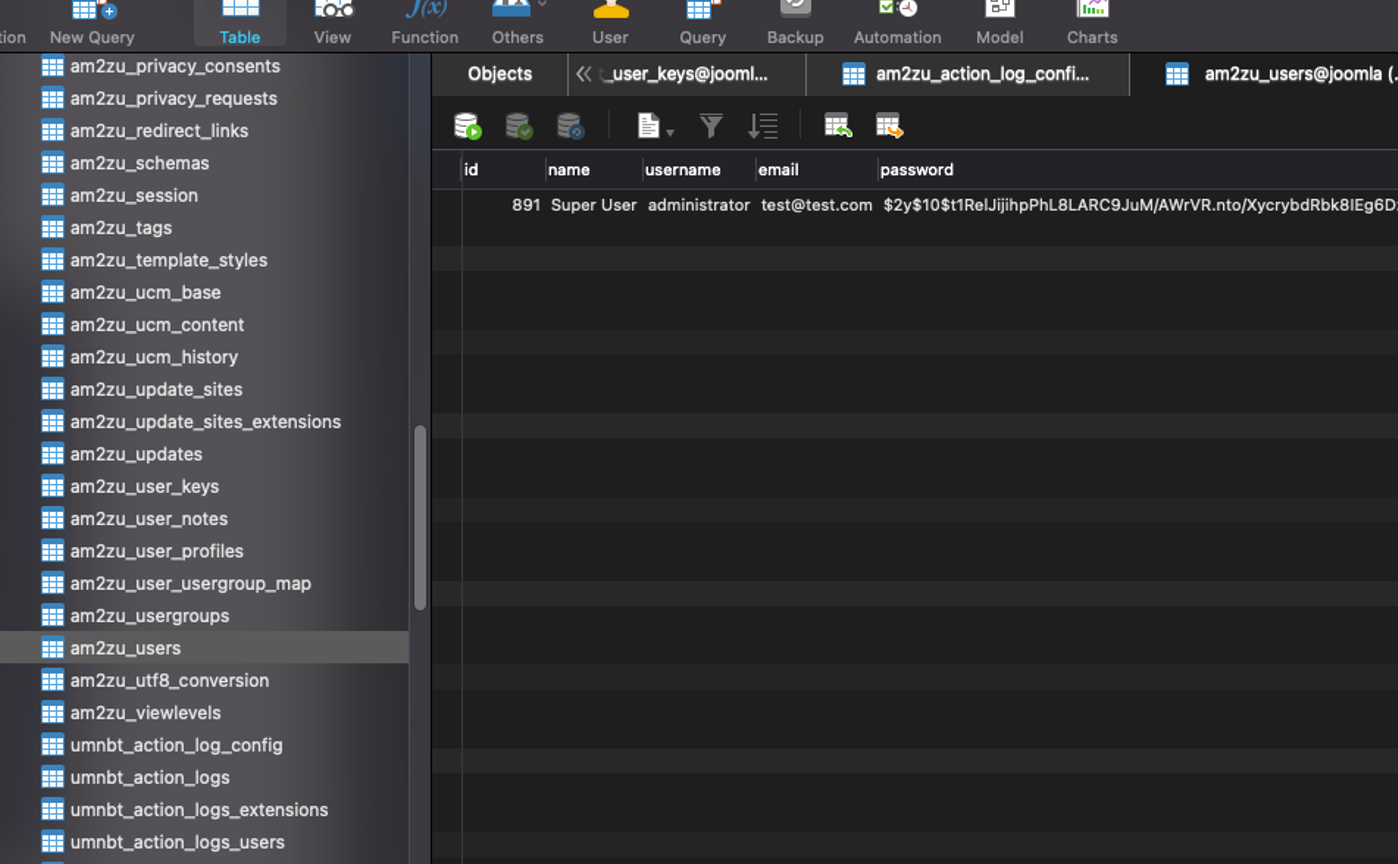 tion New Query Table View Function Others User Query Backup Automation Model Charts
am2zu_privacy_consents
am2zu_privacy_requests
am2zu_redirect_links
am2zu_schemas
am2zu_session
am2zu_tags
am2zu_template_styles
am2zu_ucm_base
am2zu_ucm_content
am2zu_ucm_history
am2zu_update_sites
am2zu_update_sites_extensions
am2zu_updates
am2zu_user_keys
am2zu_user_notes
am2zu_user_profiles
am2zu_user_usergroup_map
am2zu_usergroups
am2zu_users
am2zu_utf8_conversion
am2zu_viewlevels
umnbt_action_log_config
umnbt_action_logs
umnbt_action_logs_extensions
umnbt_action_logs_users
Objects _user_keys@jooml... am2zu_action_log_confi... am2zu_users@joomla (.
id name username email password
891 Super User administrator test@test.com $2y$10$t1RelJijihpPhL8LARC9JuM/AWrVR.nto/XycrybdRbk8IEg6D